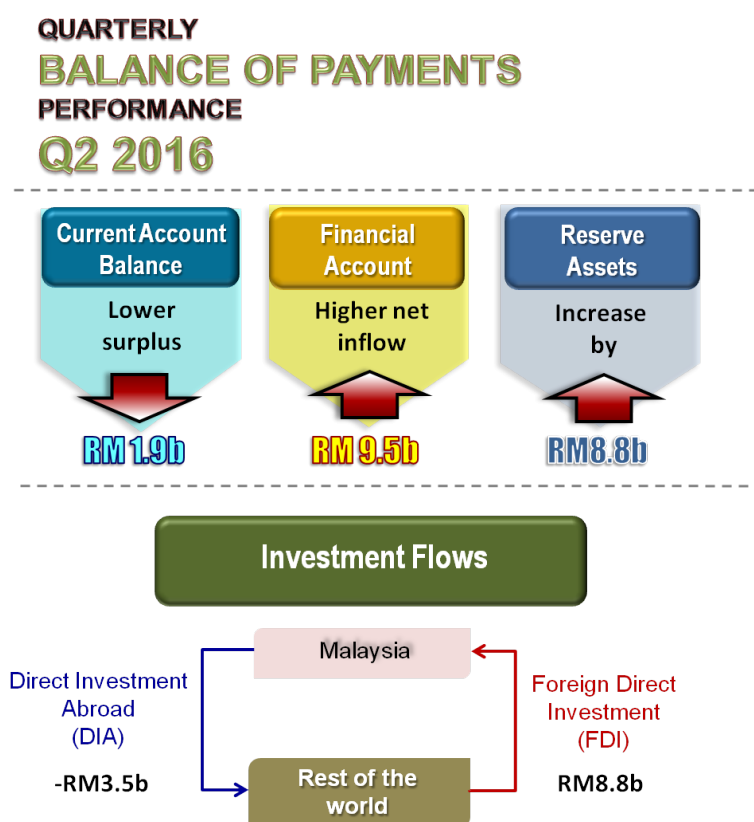 QUARTERLY
BALANCE OF PAYMENTS
PERFORMANCE
Q2 2016
Current Account
Balance
Lower
surplus
RM 1.9b
Financial
Account
Higher net
inflow
RM 9.5b
Reserve
Assets
Increase
by
RM8.8b
Investment Flows
Malaysia
Direct Investment
Abroad
(DIA)
-RM3.5b
Foreign Direct
Investment
(FDI)
RM8.8b
Rest of the
world